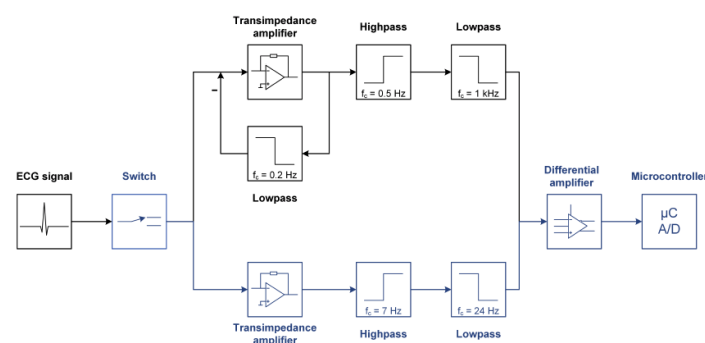 Transimpedance
amplifier
Highpass
Lowpass
fc = 0.5 Hz
fc = 1 kHz
–
fc = 0.2 Hz
Lowpass
ECG signal
Switch
Differential
amplifier
Microcontroller
µC
A/D
fc = 7 Hz
fc = 24 Hz
Transimpedance
amplifier
Highpass
Lowpass